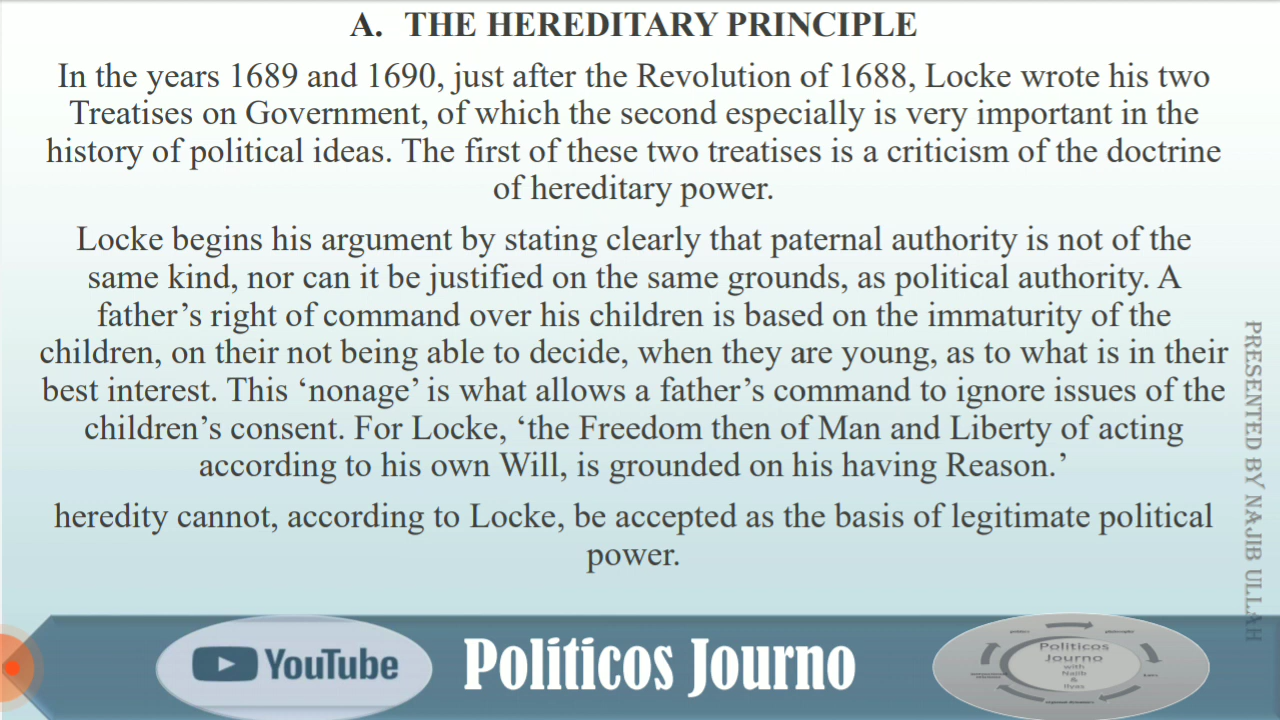 A. THE HEREDITARY PRINCIPLE
In the years 1689 and 1690, just after the Revolution of 1688, Locke wrote his two
Treatises on Government, of which the second especially is very important in the
history of political ideas. The first of these two treatises is a criticism of the doctrine
of hereditary power.
Locke begins his argument by stating clearly that paternal authority is not of the
same kind, nor can it be justified on the same grounds, as political authority. A
father’s right of command over his children is based on the immaturity of the
children, on their not being able to decide, when they are young, as to what is in their
best interest. This ‘nonage’ is what allows a father’s command to ignore issues of the
children’s consent. For Locke, ‘the Freedom then of Man and Liberty of acting
according to his own Will, is grounded on his having Reason.’
heredity cannot, according to Locke, be accepted as the basis of legitimate political
power.
PRESENTED BY NAJIB ULLAH
YouTube
Politicos Journo
Politicos
Journo
with
Najib
&